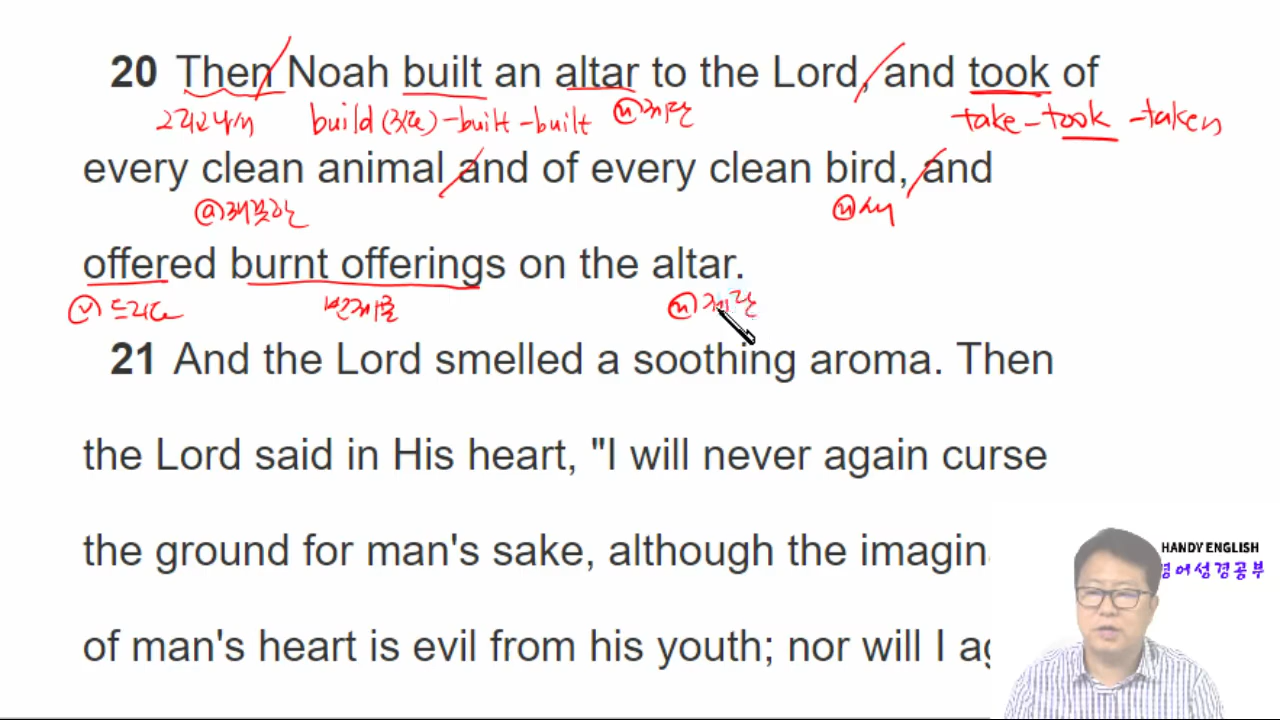 20 Then Noah built an altar to the Lord, and took of
그리고나서 build(짓다)-built-built ⓝ제단 take-took-taken
every clean animal and of every clean bird, and
ⓐ깨끗한 ⓝ새
offered burnt offerings on the altar.
ⓥ드리다 번제물 ⓝ제단
21 And the Lord smelled a soothing aroma. Then
the Lord said in His heart, "I will never again curse
the ground for man's sake, although the imagin
of man's heart is evil from his youth; nor will I ag
HANDY ENGLISH
영어성경공부